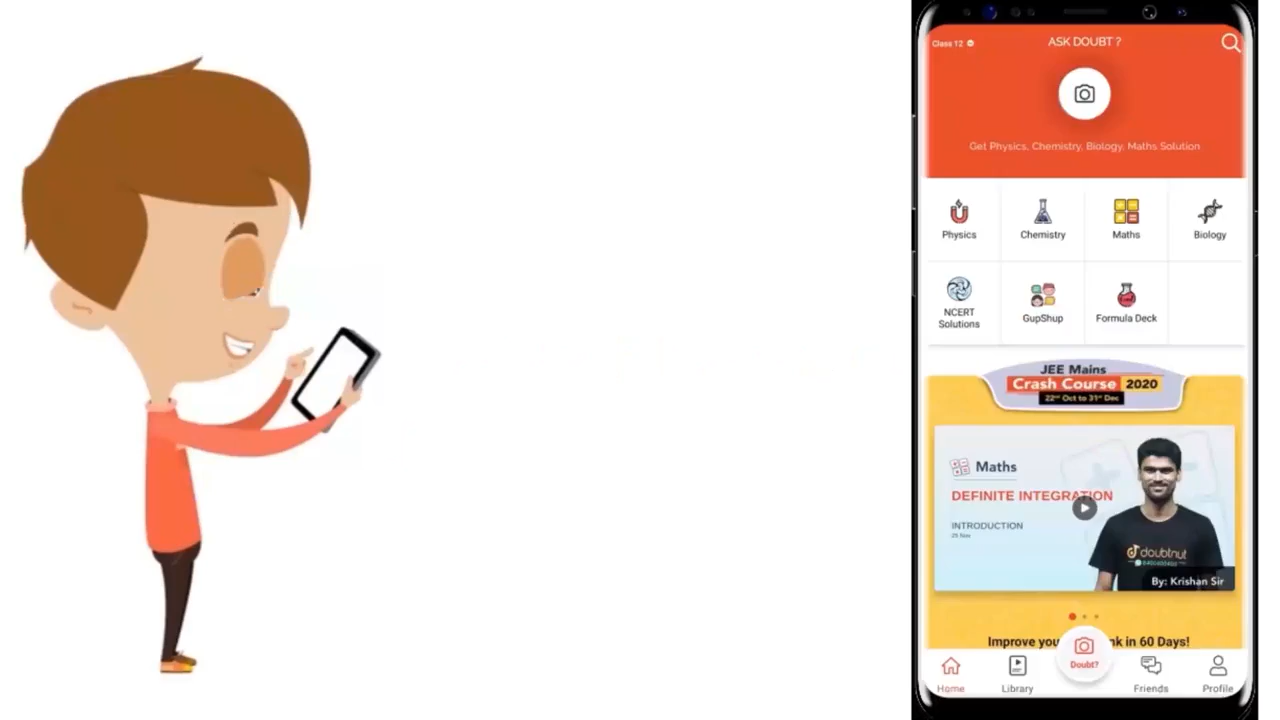 Class 12
ASK DOUBT ?
Get Physics, Chemistry, Biology, Maths Solution
Physics
Chemistry
Maths
Biology
NCERT
Solutions
GupShup
Formula Deck
JEE Mains
Crash Course 2020
22nd Oct to 31st Dec
Maths
DEFINITE INTEGRATION
INTRODUCTION
doubtnut
By: Krishan Sir
Improve you nk in 60 Days!
Doubt?
Home
Library
Friends
Profile